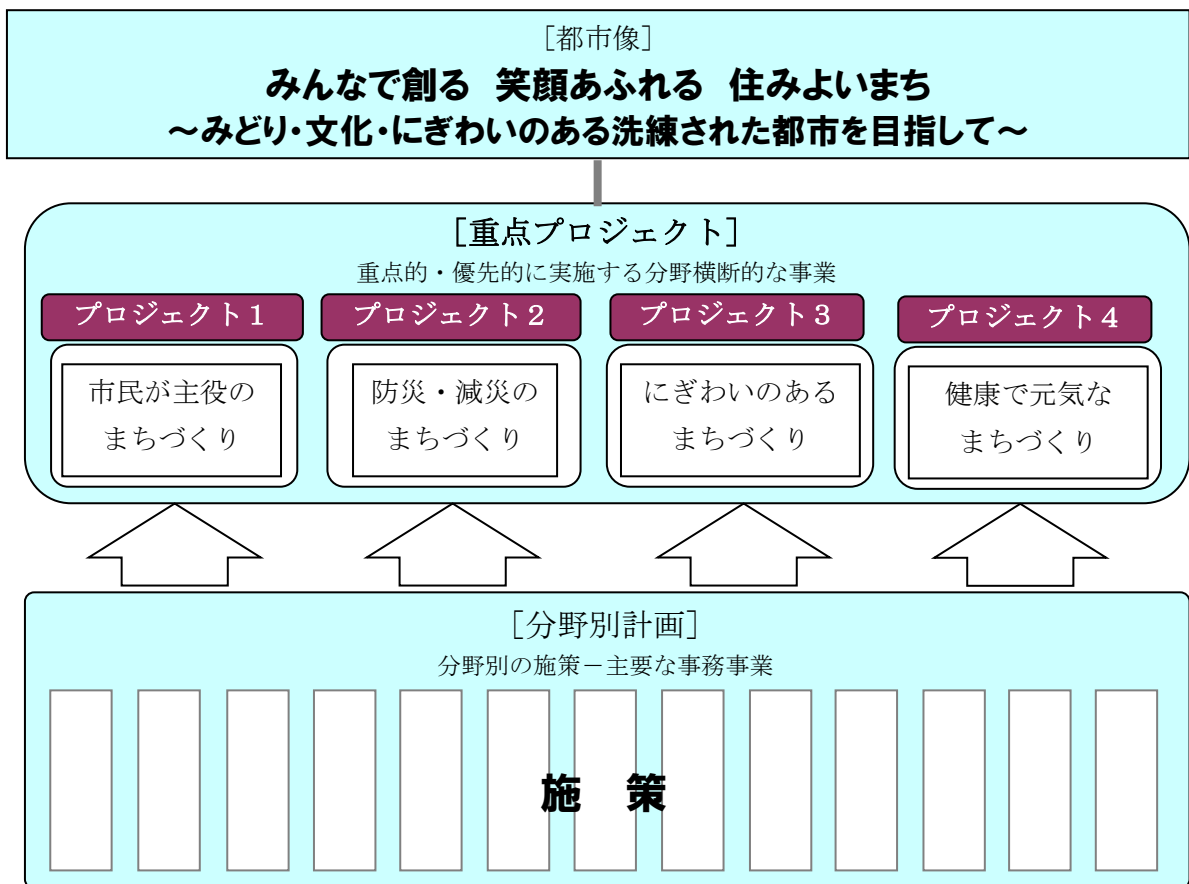 ［都市像］
みんなで創る 笑顔あふれる 住みよいまち
～みどり・文化・にぎわいのある洗練された都市を目指して～
［重点プロジェクト］
重点的・優先的に実施する分野横断的な事業
プロジェクト１
プロジェクト２
プロジェクト３
プロジェクト４
市民が主役の
まちづくり
防災・減災の
まちづくり
にぎわいのある
まちづくり
健康で元気な
まちづくり
［分野別計画］
分野別の施策－主要な事務事業
施 策